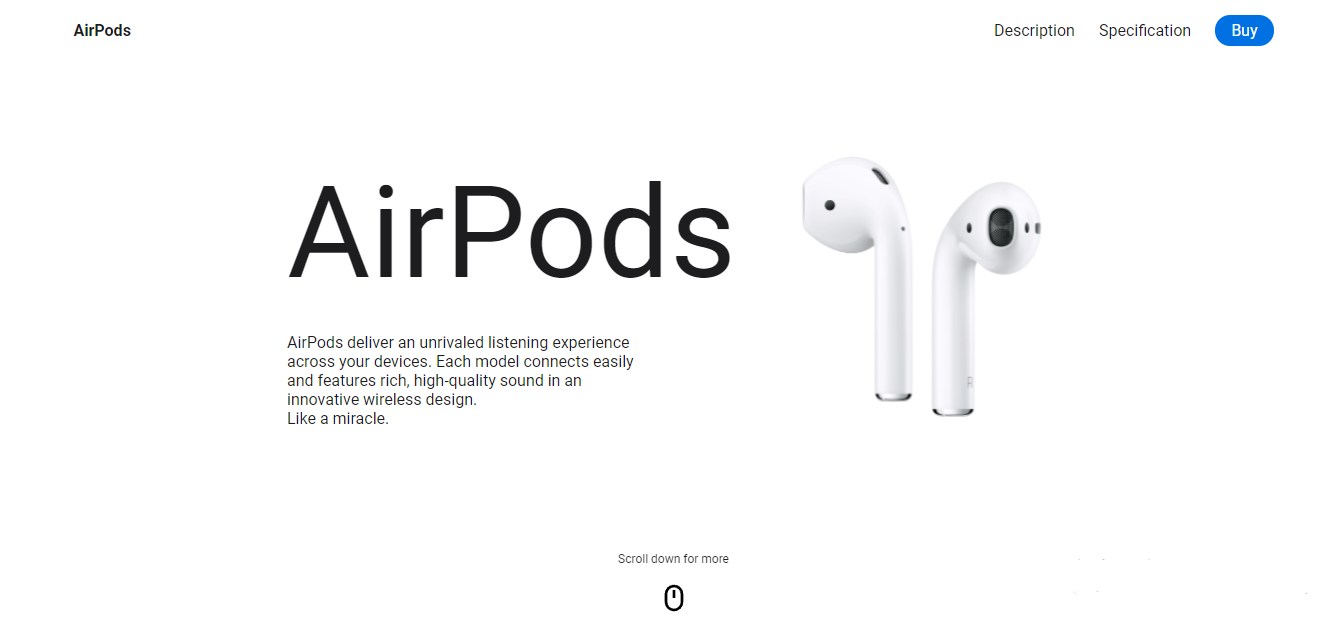 AirPods
Description
Specification
Buy
AirPods
AirPods deliver an unrivaled listening experience
across your devices. Each model connects easily
and features rich, high-quality sound in an
innovative wireless design.
Like a miracle.
R
Scroll down for more